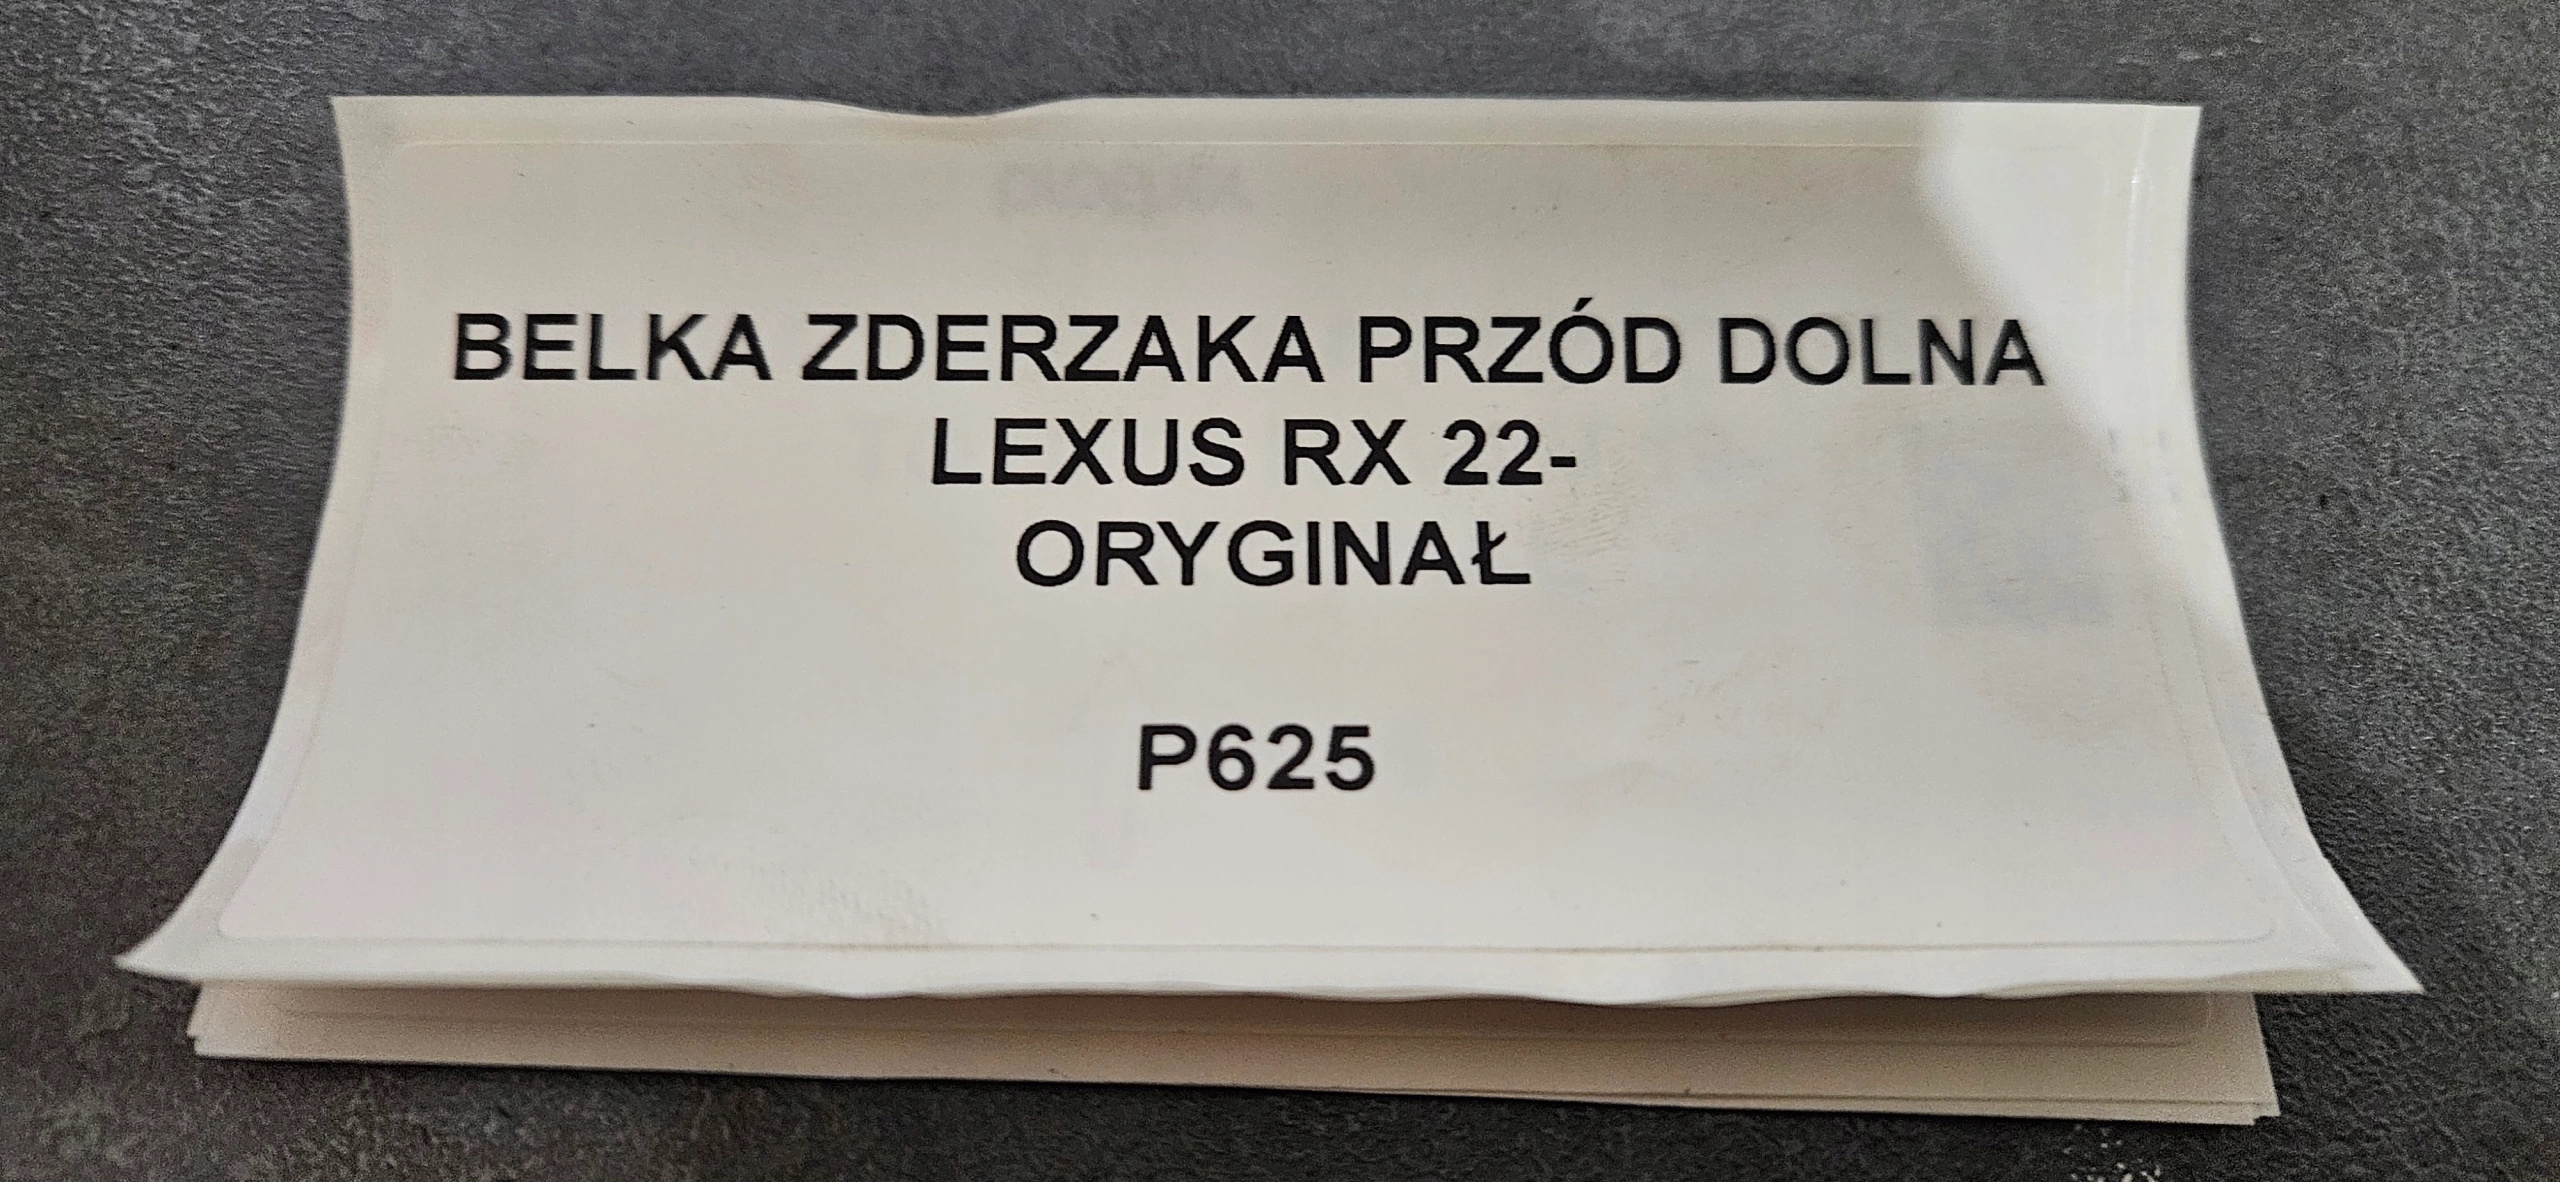 BELKA ZDERZAKA PRZÓD DOLNA
LEXUS RX 22-
ORYGINAŁ
P625